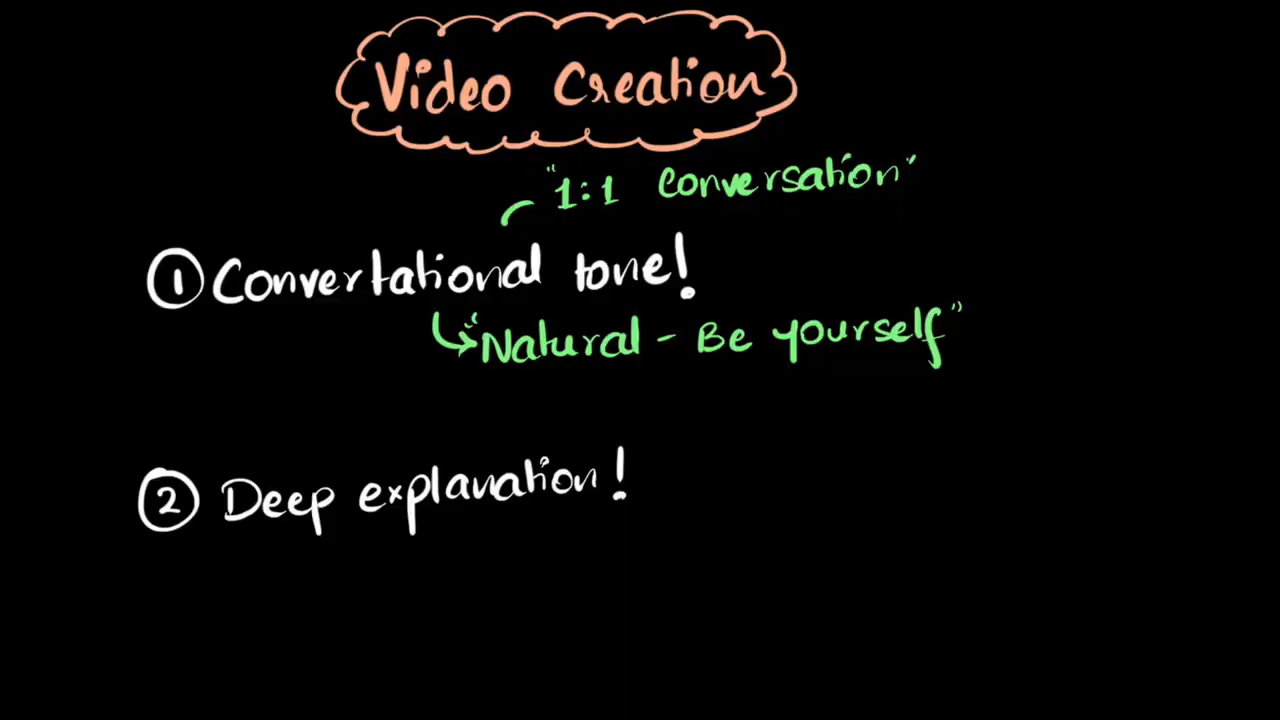 Video Creation
"1:1 Conversation"
① Convertational tone!
"Natural - Be yourself"
② Deep explanation!